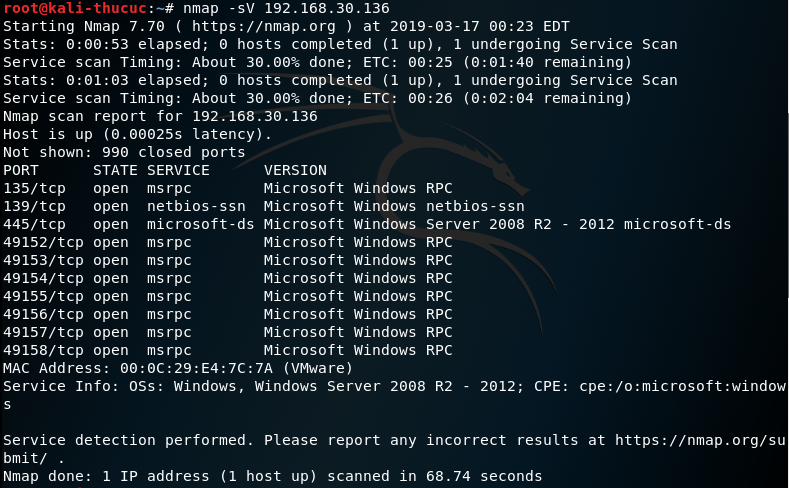 root@kali-thucuc:~# nmap -sV 192.168.30.136
Starting Nmap 7.70 ( https://nmap.org ) at 2019-03-17 00:23 EDT
Stats: 0:00:53 elapsed; 0 hosts completed (1 up), 1 undergoing Service Scan
Service scan Timing: About 30.00% done; ETC: 00:25 (0:01:40 remaining)
Stats: 0:01:03 elapsed; 0 hosts completed (1 up), 1 undergoing Service Scan
Service scan Timing: About 30.00% done; ETC: 00:26 (0:02:04 remaining)
Nmap scan report for 192.168.30.136
Host is up (0.00025s latency).
Not shown: 990 closed ports
PORT      STATE SERVICE      VERSION
135/tcp   open  msrpc        Microsoft Windows RPC
139/tcp   open  netbios-ssn  Microsoft Windows netbios-ssn
445/tcp   open  microsoft-ds Microsoft Windows Server 2008 R2 - 2012 microsoft-ds
49152/tcp open  msrpc        Microsoft Windows RPC
49153/tcp open  msrpc        Microsoft Windows RPC
49154/tcp open  msrpc        Microsoft Windows RPC
49155/tcp open  msrpc        Microsoft Windows RPC
49156/tcp open  msrpc        Microsoft Windows RPC
49157/tcp open  msrpc        Microsoft Windows RPC
49158/tcp open  msrpc        Microsoft Windows RPC
MAC Address: 00:0C:29:E4:7C:7A (VMware)
Service Info: OSs: Windows, Windows Server 2008 R2 - 2012; CPE: cpe:/o:microsoft:window
s
Service detection performed. Please report any incorrect results at https://nmap.org/su
bmit/ .
Nmap done: 1 IP address (1 host up) scanned in 68.74 seconds